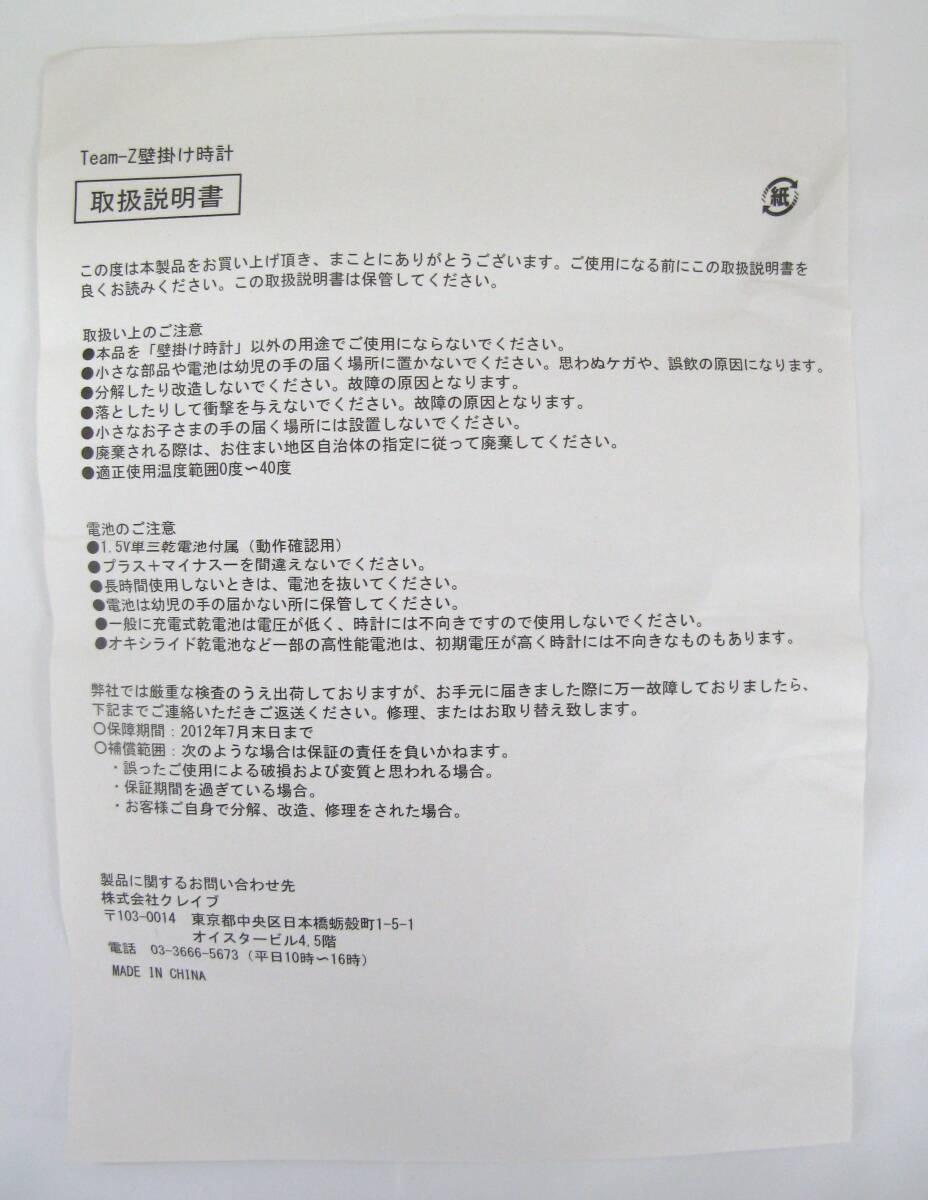 Team-Z壁掛け時計
取扱説明書
紙
この度は本製品をお買い上げ頂き、まことにありがとうございます。ご使用になる前にこの取扱説明書を
良くお読みください。この取扱説明書は保管してください。
取扱い上のご注意
●本品を「壁掛け時計」以外の用途でご使用にならないでください。
●小さな部品や電池は幼児の手の届く場所に置かないでください。思わぬケガや、誤飲の原因になります。
●分解したり改造しないでください。故障の原因となります。
●落としたりして衝撃を与えないでください。故障の原因となります。
●小さなお子さまの手の届く場所には設置しないでください。
●廃棄される際は、お住まい地区自治体の指定に従って廃棄してください。
●適正使用温度範囲0度〜40度
電池のご注意
●1.5V単三乾電池付属（動作確認用）
●プラス＋マイナスーを間違えないでください。
●長時間使用しないときは、電池を抜いてください。
●電池は幼児の手の届かない所に保管してください。
●一般に充電式乾電池は電圧が低く、時計には不向きですので使用しないでください。
●オキシライド乾電池など一部の高性能電池は、初期電圧が高く時計には不向きなものもあります。
弊社では厳重な検査のうえ出荷しておりますが、お手元に届きました際に万一故障しておりましたら、
下記までご連絡いただきご返送ください。修理、またはお取り替え致します。
○保障期間：2012年7月末日まで
○補償範囲：次のような場合は保証の責任を負いかねます。
・誤ったご使用による破損および変質と思われる場合。
・保証期間を過ぎている場合。
・お客様ご自身で分解、改造、修理をされた場合。
製品に関するお問い合わせ先
株式会社クレイブ
〒103-0014 東京都中央区日本橋蛎殻町1-5-1
オイスタービル4,5階
電話 03-3666-5673（平日10時〜16時）
MADE IN CHINA